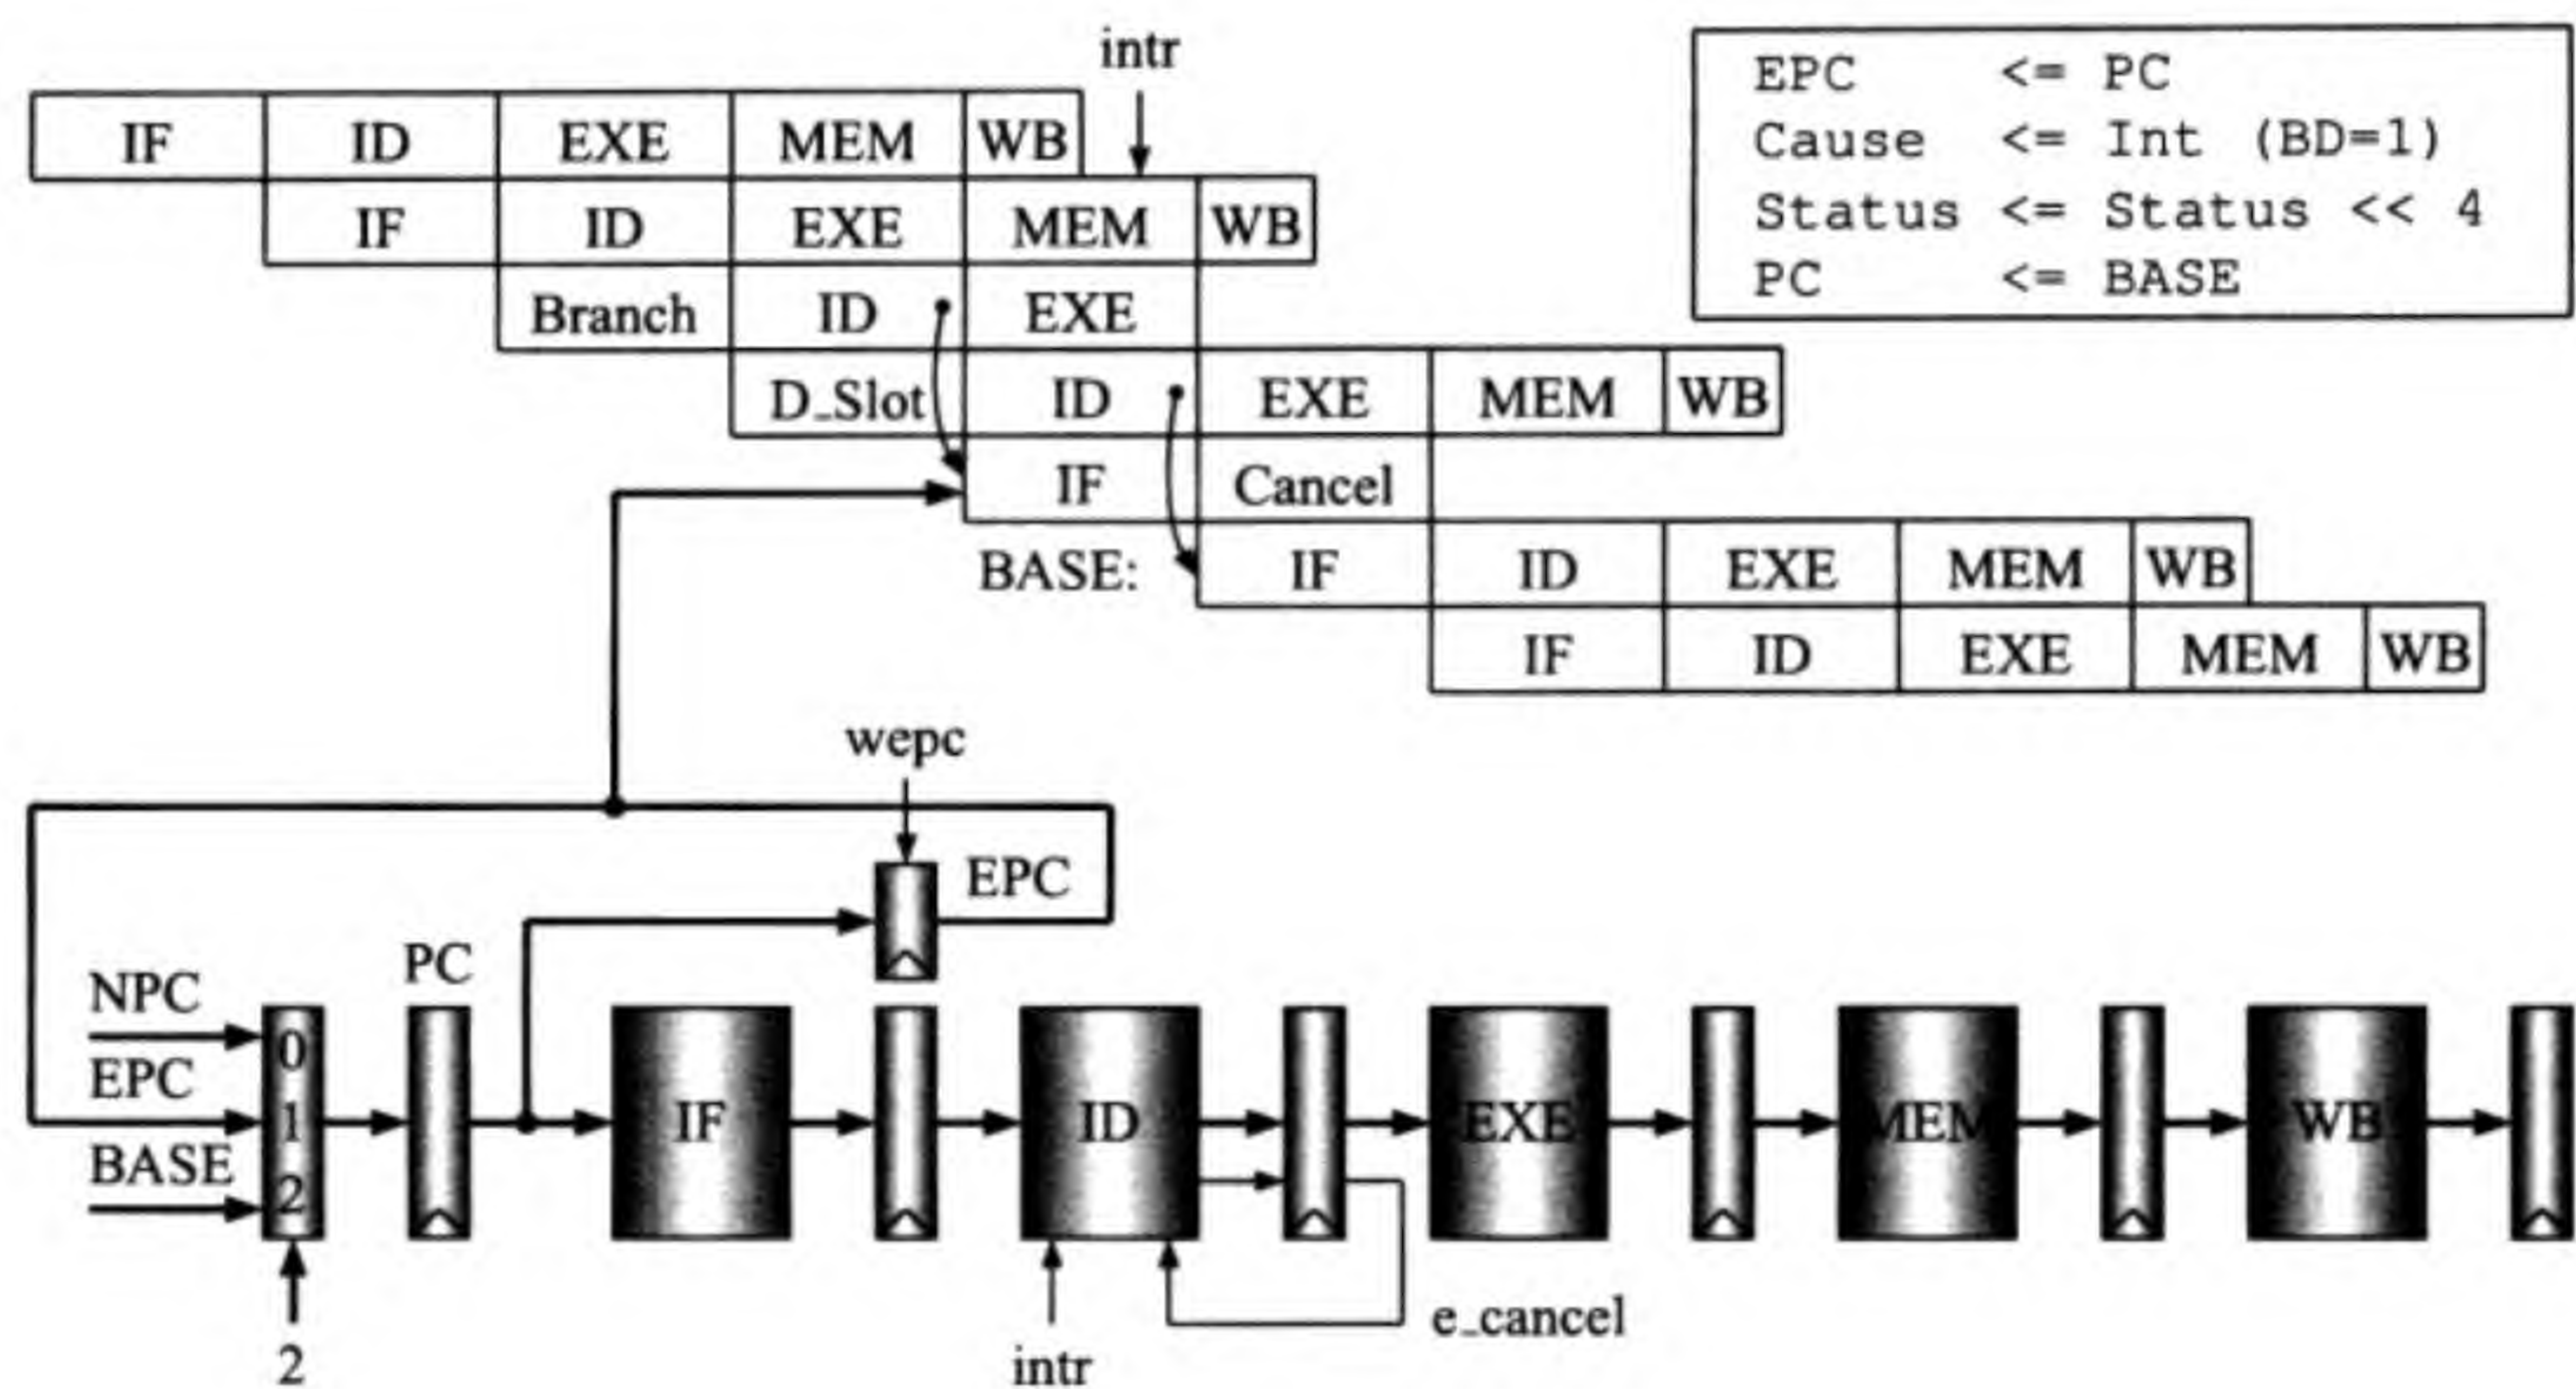 intr
EPC <= PC
Cause <= Int (BD=1)
Status <= Status << 4
PC <= BASE
IF ID EXE MEM WB
IF ID EXE MEM WB
Branch ID EXE
D_Slot ID EXE MEM WB
IF Cancel
BASE: IF ID EXE MEM WB
IF ID EXE MEM WB
wepc
EPC
PC
NPC
0
EPC
1
BASE
2
IF ID EXE MEM WB
e_cancel
2
intr